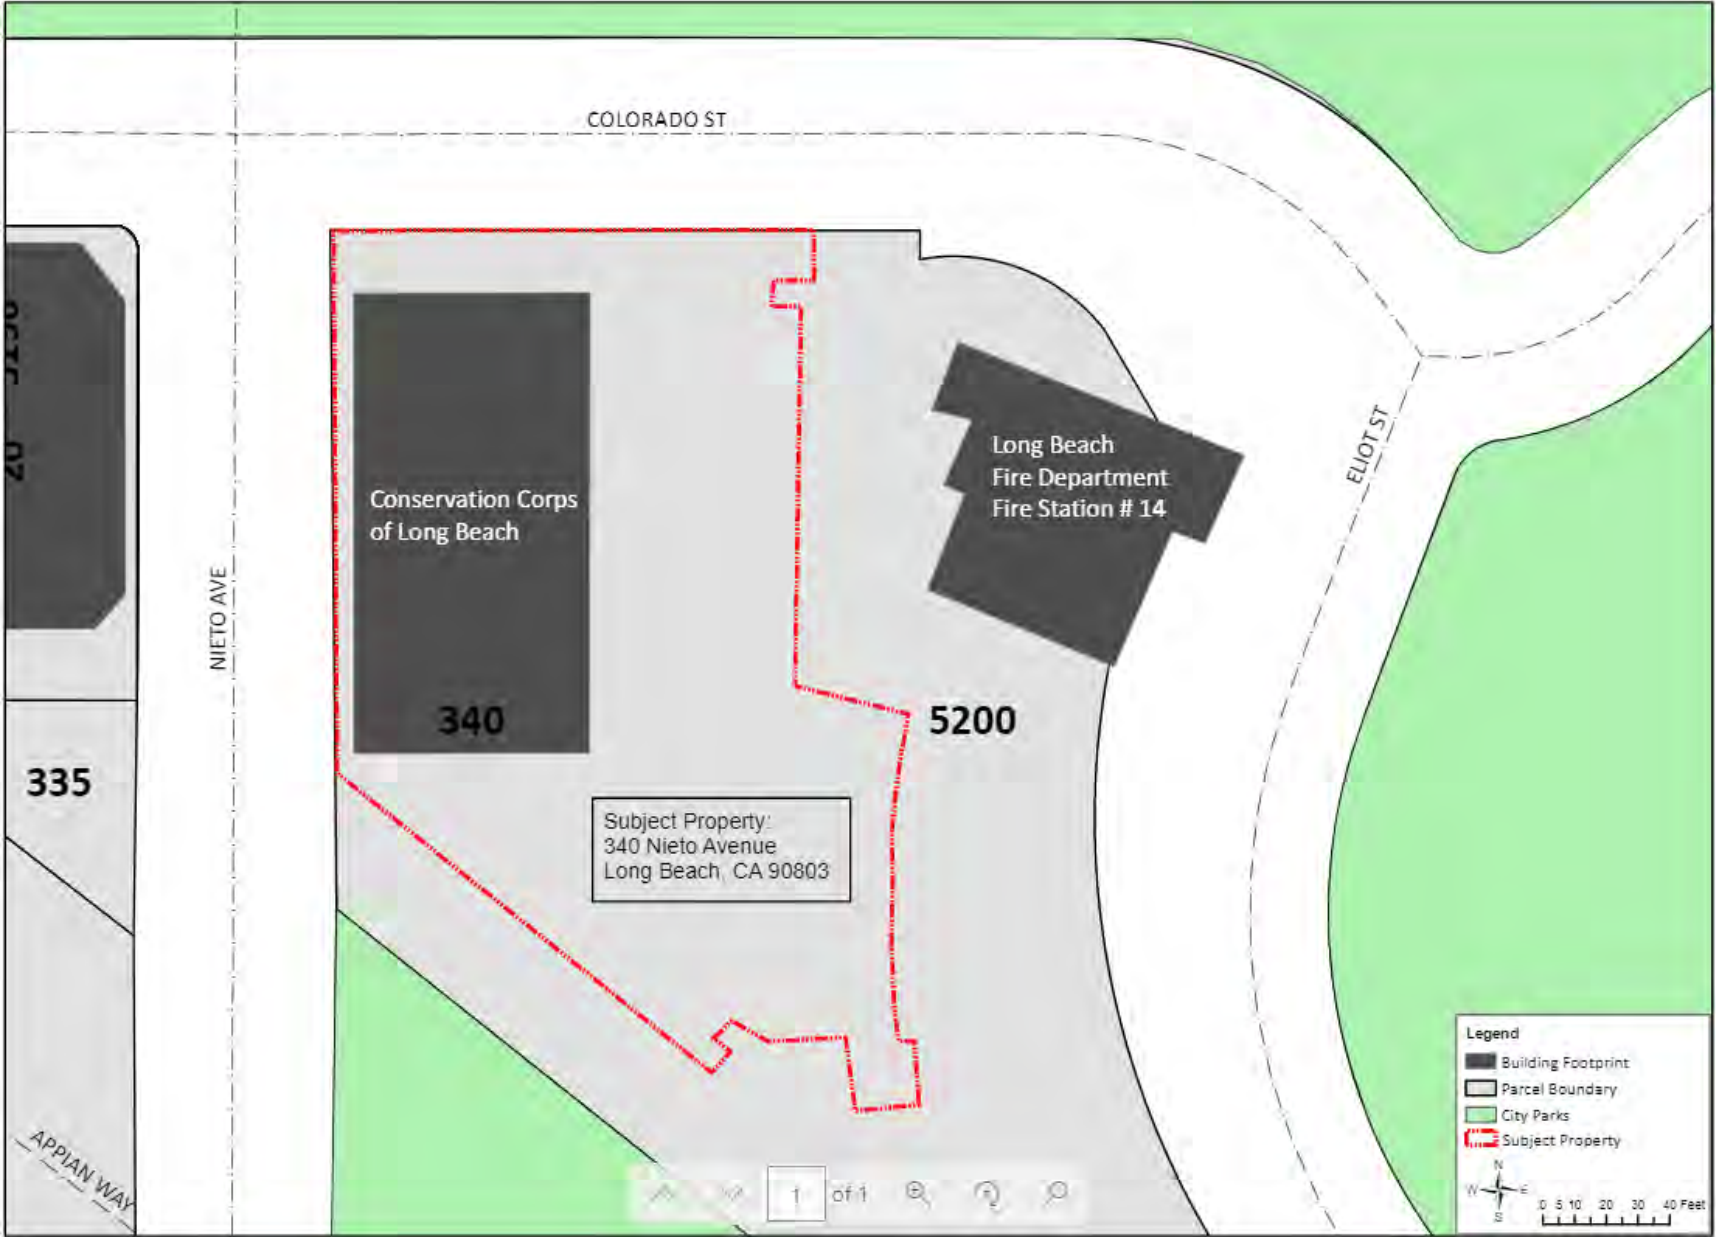 COLORADO ST
Long Beach
Fire Department
Fire Station # 14
ELIOT ST
Conservation Corps
of Long Beach
NIETO AVE
340
5200
335
Subject Property:
340 Nieto Avenue
Long Beach, CA 90803
APPIAN WAY
1 of 1
Legend
Building Footprint
Parcel Boundary
City Parks
Subject Property
N
W E
S
0 5 10 20 30 40 Feet